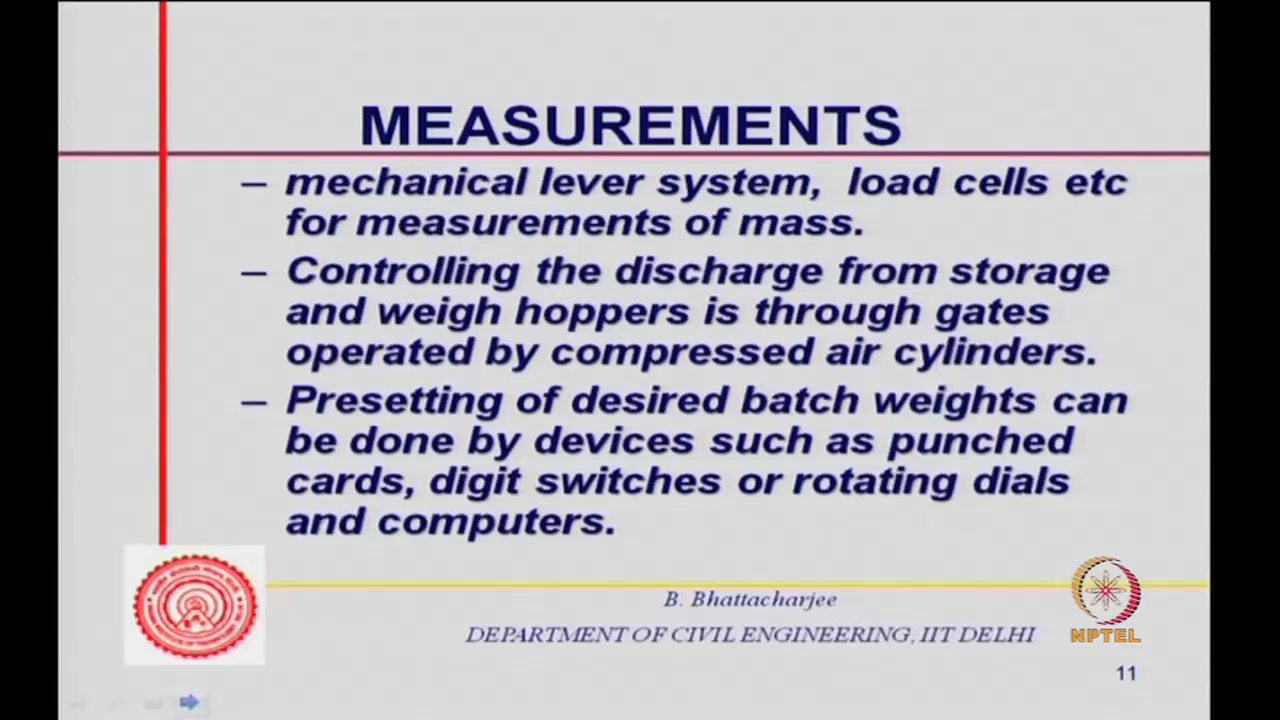 MEASUREMENTS
– mechanical lever system, load cells etc
for measurements of mass.
– Controlling the discharge from storage
and weigh hoppers is through gates
operated by compressed air cylinders.
– Presetting of desired batch weights can
be done by devices such as punched
cards, digit switches or rotating dials
and computers.
B. Bhattacharjee
DEPARTMENT OF CIVIL ENGINEERING, IIT DELHI
NPTEL
11